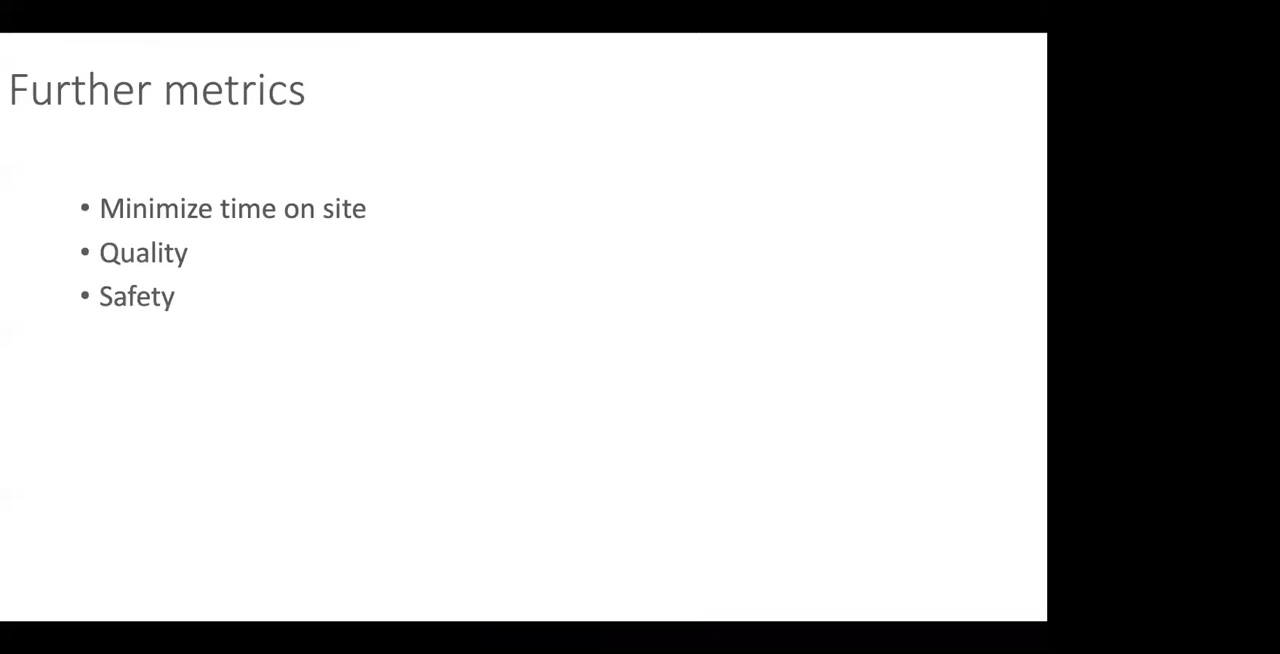 Further metrics
• Minimize time on site
• Quality
• Safety